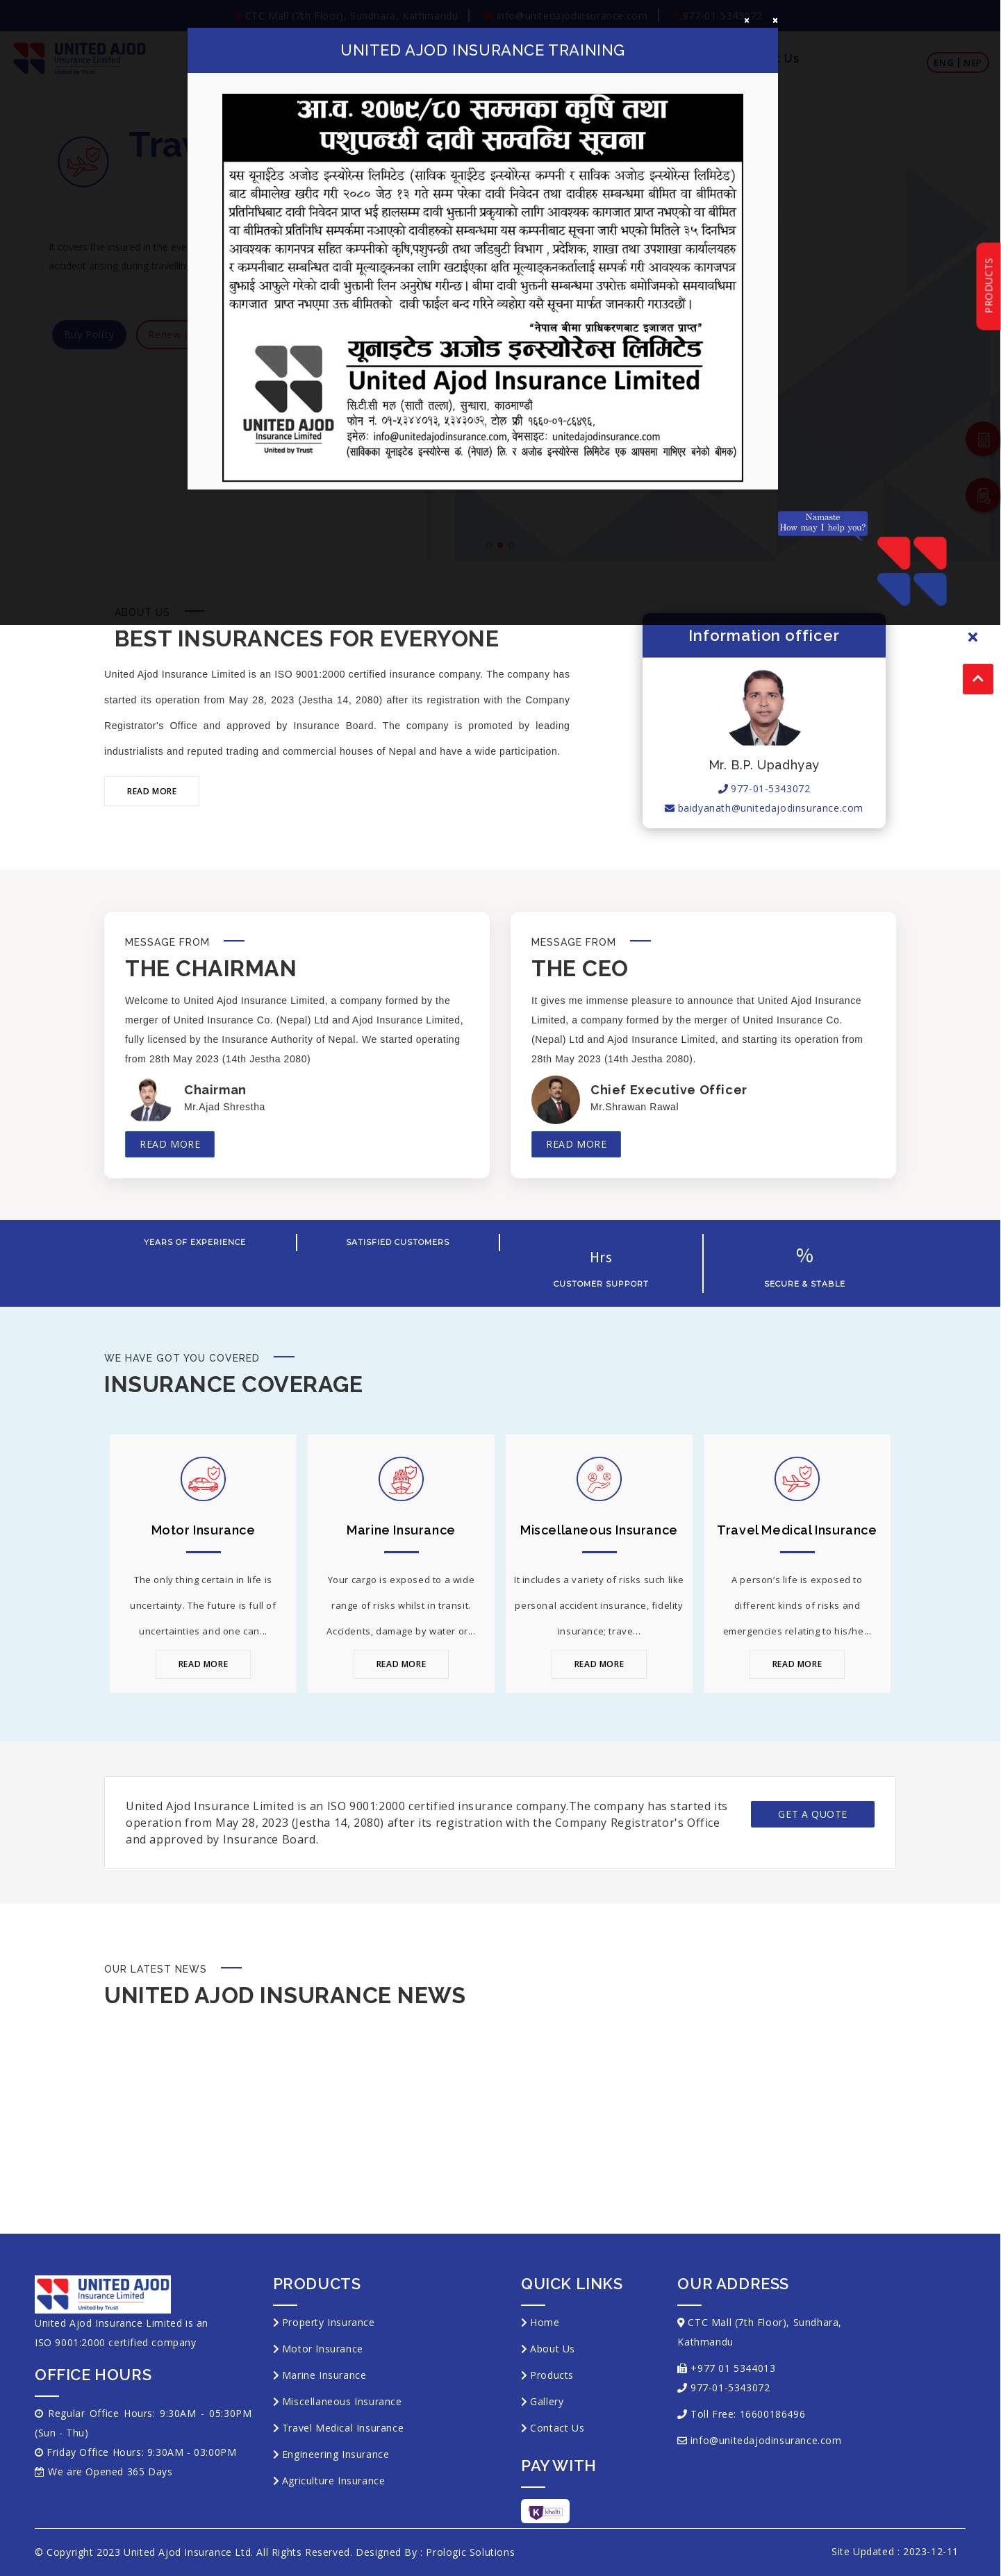 CTC Mall (7th Floor), Sundhara, Kathmandu
info@unitedajodinsurance.com
977-01-5343072
UNITED AJOD
Insurance Limited
United by Trust
ENG | NEP
UNITED AJOD INSURANCE TRAINING
× ×
आ.व. २०७९/८० सम्मका कृषि तथा
पशुपन्छी दावी सम्वन्धि सूचना
यस यूनाईटेड अजोड इन्स्योरेन्स लिमिटेड (साविक यूनाईटेड इन्स्योरेन्स कम्पनी र साविक अजोड इन्स्योरेन्स लिमिटेड)
बाट बीमालेख खरीद गरी २०८० जेठ १३ गते सम्म परेका दावी तथा दावीहरु सम्बन्धमा बीमित वा बीमितको
प्रतिनिधिबाट दावी निवेदन प्राप्त भई हालसम्म दावी भुक्तानी प्रकृयाको लागि आवश्यक कागजात प्राप्त नभएको वा बीमित
वा बीमितको प्रतिनिधी सम्पर्कमा नआएको सम्बन्धमा यो सूचना जारी भएको मितिले ३५ दिनभित्र
आवश्यक कागजपत्र सहित कम्पनीको कृषि,पशुपन्छी तथा जडिबुटी विभाग , प्रदेशिक, शाखा तथा उपशाखा कार्यालयहरु
र कम्पनीबाट सम्बन्धित दावी मूल्याङ्कनका लागि खटाईएका क्षति मूल्याङ्कनकर्तालाई सम्पर्क गरी आवश्यक कागजपत्र
उपलब्ध गराई आफुले पाउने गरेको दावी भुक्तानी लिन अनुरोध गरिन्छ। बीमा सम्बन्धि उपरोक्त बमोजिमको आवश्यक
कागजात प्राप्त नभएमा उक्त बमोजिमको दावी फाईल बन्द गरिने व्यहोरा यसै सूचना मार्फत जानकारी गराउदछौं।
"नेपाल बीमा प्राधिकरणबाट इजाजत प्राप्त"
यूनाइटेड अजोड इन्स्योरेन्स लिमिटेड
United Ajod Insurance Limited
सि.टी.सी मल (सातौं तल्ला), सुन्धारा, काठमाण्डौं
फोन नं. ०१-५३४४०१३, ५३४३०७२, टोल फ्री १६६०-०१-८६४९६,
इमेलः info@unitedajodinsurance.com, वेभसाइटः unitedajodinsurance.com
(साविकका यूनाइटेड इन्स्योरेन्स कं. (नेपाल) लि. र अजोड इन्स्योरेन्स लिमिटेड एक आपसमा गाभिएर बनेको बीमक)
UNITED AJOD
Insurance Limited
United by Trust
It covers the insured in the
accident arising during
Buy Policy
Renew
PRODUCTS
Namaste
How may I help you?
ABOUT US
BEST INSURANCES FOR EVERYONE
United Ajod Insurance Limited is an ISO 9001:2000 certified insurance company. The company has
started its operation from May 28, 2023 (Jestha 14, 2080) after its registration with the Company
Registrar's Office and approved by Insurance Board. The company is promoted by leading
industrialists and reputed trading and commercial houses of Nepal and have a wide participation.
READ MORE
Information officer
Mr. B.P. Upadhyay
977-01-5343072
baidyanath@unitedajodinsurance.com
MESSAGE FROM
THE CHAIRMAN
Welcome to United Ajod Insurance Limited, a company formed by the
merger of United Insurance Co. (Nepal) Ltd and Ajod Insurance Limited,
fully licensed by the Insurance Authority of Nepal. We started operating
from 28th May 2023 (14th Jestha 2080)
Chairman
Mr.Ajad Shrestha
READ MORE
MESSAGE FROM
THE CEO
It gives me immense pleasure to announce that United Ajod Insurance
Limited, a company formed by the merger of United Insurance Co.
(Nepal) Ltd and Ajod Insurance Limited, and starting its operation from
28th May 2023 (14th Jestha 2080).
Chief Executive Officer
Mr.Shrawan Rawal
READ MORE
YEARS OF EXPERIENCE
SATISFIED CUSTOMERS
Hrs
CUSTOMER SUPPORT
%
SECURE & STABLE
WE HAVE GOT YOU COVERED
INSURANCE COVERAGE
Motor Insurance
The only thing certain in life is
uncertainty. The future is full of
uncertainties and one can...
READ MORE
Marine Insurance
Your cargo is exposed to a wide
range of risks whilst in transit.
Accidents, damage by water or...
READ MORE
Miscellaneous Insurance
It includes a variety of risks such like
personal accident insurance, fidelity
insurance; trave...
READ MORE
Travel Medical Insurance
A person's life is exposed to
different kinds of risks and
emergencies relating to his/he...
READ MORE
United Ajod Insurance Limited is an ISO 9001:2000 certified insurance company.The company has started its
operation from May 28, 2023 (Jestha 14, 2080) after its registration with the Company Registrar's Office
and approved by Insurance Board.
GET A QUOTE
OUR LATEST NEWS
UNITED AJOD INSURANCE NEWS
UNITED AJOD
Insurance Limited
United by Trust
United Ajod Insurance Limited is an
ISO 9001:2000 certified company
OFFICE HOURS
Regular Office Hours: 9:30AM - 05:30PM
(Sun - Thu)
Friday Office Hours: 9:30AM - 03:00PM
We are Opened 365 Days
PRODUCTS
Property Insurance
Motor Insurance
Marine Insurance
Miscellaneous Insurance
Travel Medical Insurance
Engineering Insurance
Agriculture Insurance
QUICK LINKS
Home
About Us
Products
Gallery
Contact Us
PAY WITH
khalti
OUR ADDRESS
CTC Mall (7th Floor), Sundhara,
Kathmandu
+977 01 5344013
977-01-5343072
Toll Free: 16600186496
info@unitedajodinsurance.com
© Copyright 2023 United Ajod Insurance Ltd. All Rights Reserved. Designed By : Prologic Solutions
Site Updated : 2023-12-11